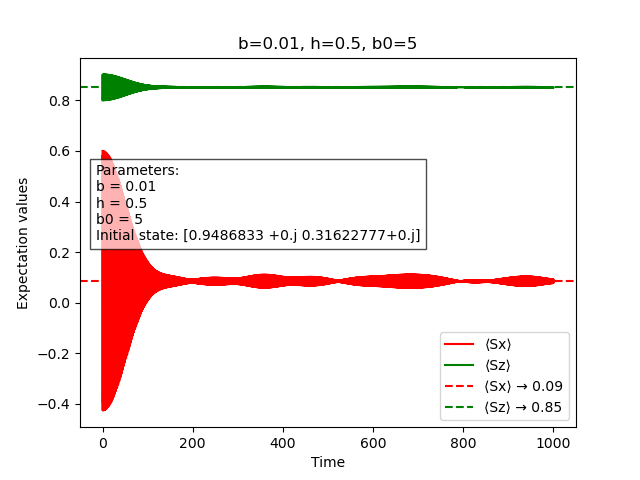 b=0.01, h=0.5, b0=5
Expectation values
0.8
0.6
0.4
0.2
0.0
−0.2
−0.4
Parameters:
b = 0.01
h = 0.5
b0 = 5
Initial state: [0.9486833 +0.j 0.31622777+0.j]
⟨Sx⟩
⟨Sz⟩
⟨Sx⟩ → 0.09
⟨Sz⟩ → 0.85
0 200 400 600 800 1000
Time